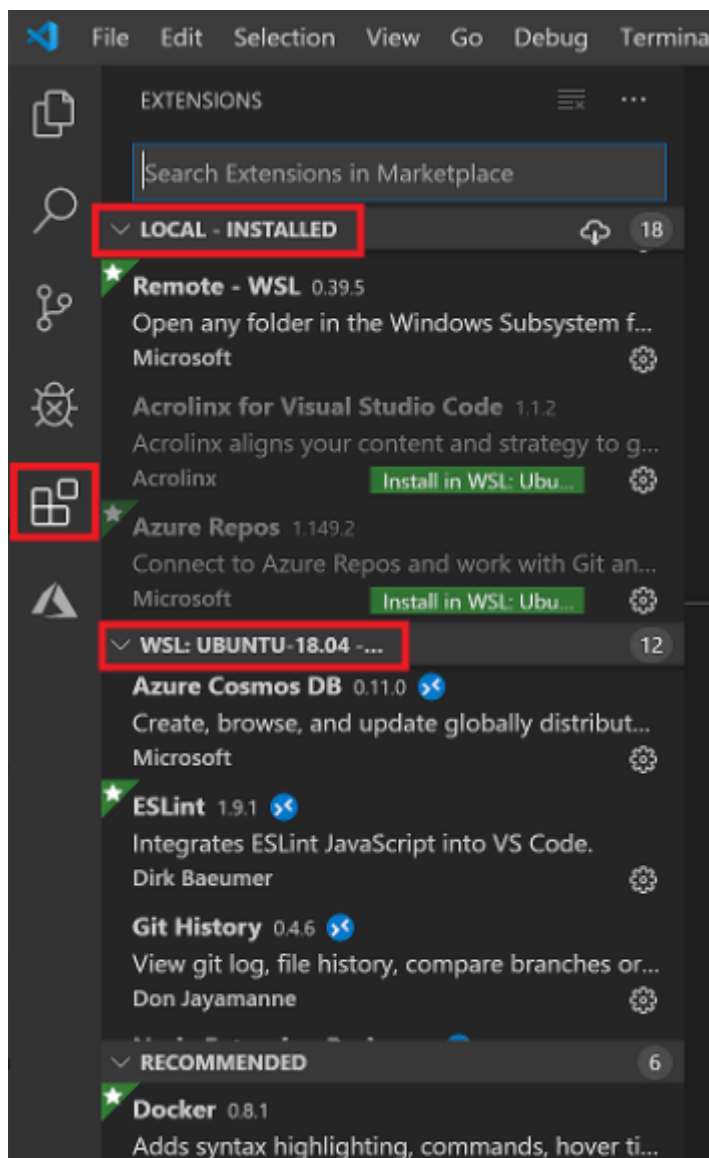 File Edit Selection View Go Debug Termina
EXTENSIONS
Search Extensions in Marketplace
LOCAL - INSTALLED 18
Remote - WSL 0.39.5
Open any folder in the Windows Subsystem f...
Microsoft
Acrolinx for Visual Studio Code 1.1.2
Acrolinx aligns your content and strategy to g...
Acrolinx Install in WSL: Ubu...
Azure Repos 1.149.2
Connect to Azure Repos and work with Git an...
Microsoft Install in WSL: Ubu...
WSL: UBUNTU-18.04 -... 12
Azure Cosmos DB 0.11.0
Create, browse, and update globally distribut...
Microsoft
ESLint 1.9.1
Integrates ESLint JavaScript into VS Code.
Dirk Baeumer
Git History 0.4.6
View git log, file history, compare branches or...
Don Jayamanne
RECOMMENDED 6
Docker 0.8.1
Adds syntax highlighting, commands, hover ti...